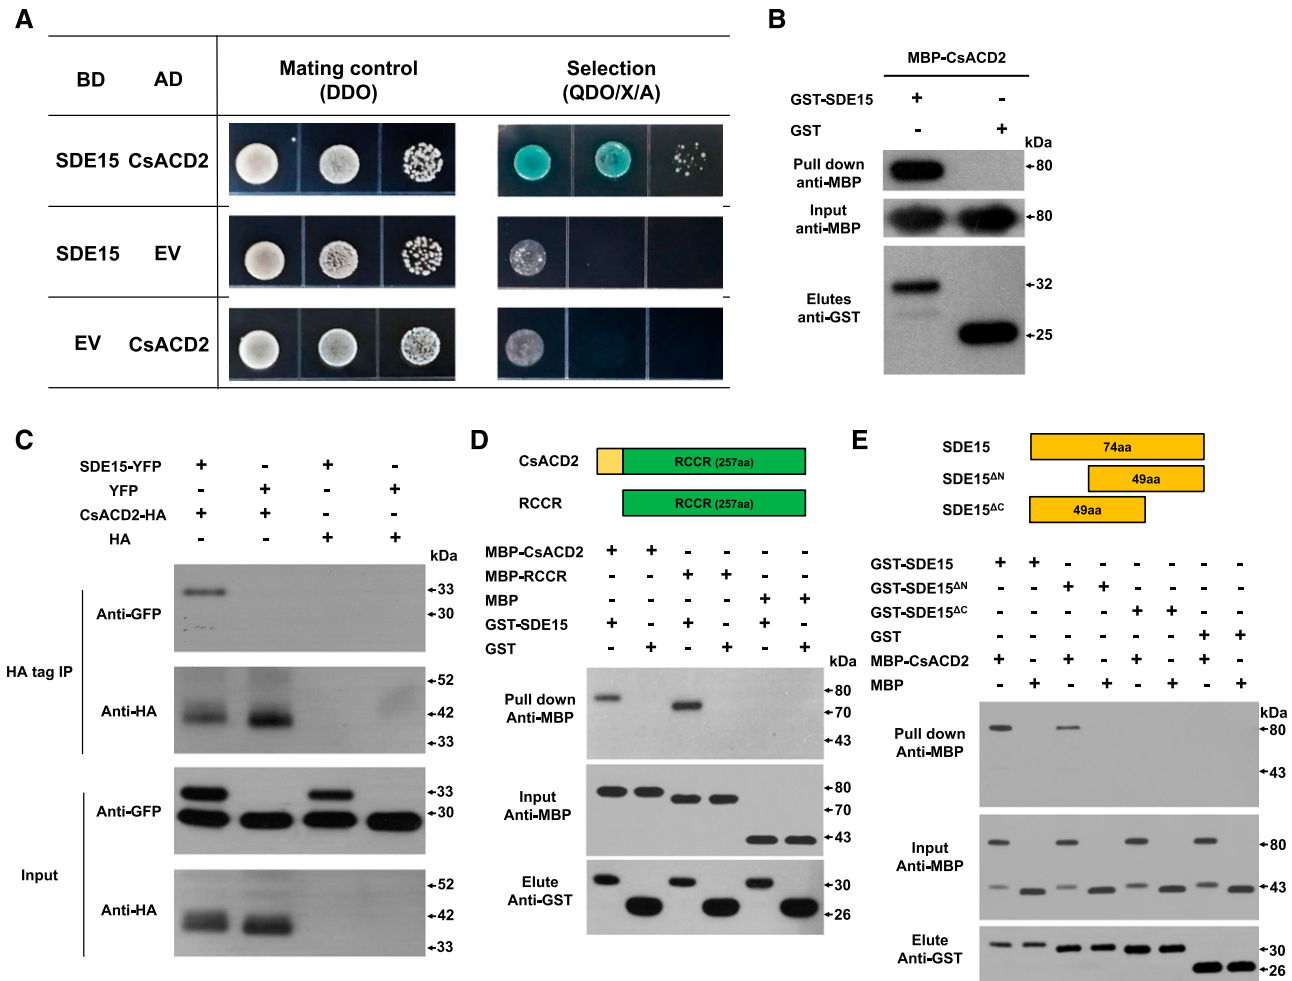 A
BD AD Mating control (DDO) Selection (QDO/X/A)
SDE15 CsACD2
SDE15 EV
EV CsACD2
B
MBP-CsACD2
GST-SDE15 + -
GST - +
kDa
Pull down anti-MBP 80
Input anti-MBP 80
Elutes anti-GST 32
25
C
SDE15-YFP + - + -
YFP - + - +
CsACD2-HA + + - -
HA - - + +
kDa
HA tag IP
Anti-GFP 33
30
Anti-HA 52
42
33
Input
Anti-GFP 33
30
Anti-HA 52
42
33
D
CsACD2 RCCR (257aa)
RCCR RCCR (257aa)
MBP-CsACD2 + + - - - -
MBP-RCCR - - + + - -
MBP - - - - + +
GST-SDE15 + - + - + -
GST - + - + - +
kDa
Pull down Anti-MBP 80
70
43
Input Anti-MBP 80
70
43
Elute Anti-GST 30
26
E
SDE15 74aa
SDE15ΔN 49aa
SDE15ΔC 49aa
GST-SDE15 + + - - - - - -
GST-SDE15ΔN - - + + - - - -
GST-SDE15ΔC - - - - + + - -
GST - - - - - - + +
MBP-CsACD2 + - + - + - + -
MBP - + - + - + - +
kDa
Pull down Anti-MBP 80
43
Input Anti-MBP 80
43
Elute Anti-GST 30
26